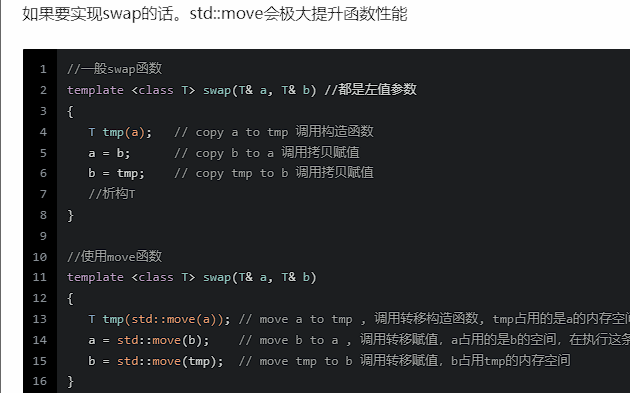 如果要实现swap的话。std::move会极大提升函数性能
1 //一般swap函数
2 template <class T> swap(T& a, T& b) //都是左值参数
3 {
4 T tmp(a); // copy a to tmp 调用构造函数
5 a = b; // copy b to a 调用拷贝赋值
6 b = tmp; // copy tmp to b 调用拷贝赋值
7 //析构T
8 }
9
10 //使用move函数
11 template <class T> swap(T& a, T& b)
12 {
13 T tmp(std::move(a)); // move a to tmp , 调用转移构造函数, tmp占用的是a的内存空间
14 a = std::move(b); // move b to a , 调用转移赋值, a占用的是b的空间, 在执行这条
15 b = std::move(tmp); // move tmp to b 调用转移赋值, b占用tmp的内存空间
16 }